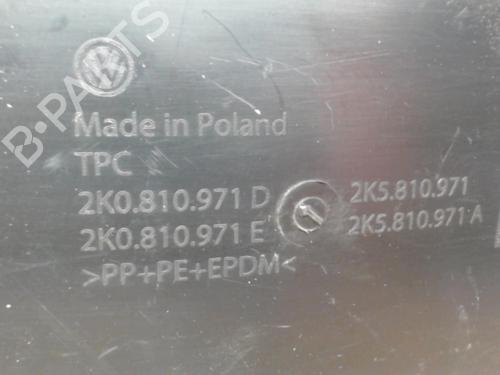 B-PARTS
Made in Poland
TPC
2K0.810.971 D
2K5.810.971
2K0.810.971 E
2K5.810.971 A
>PP+PE+EPDM<